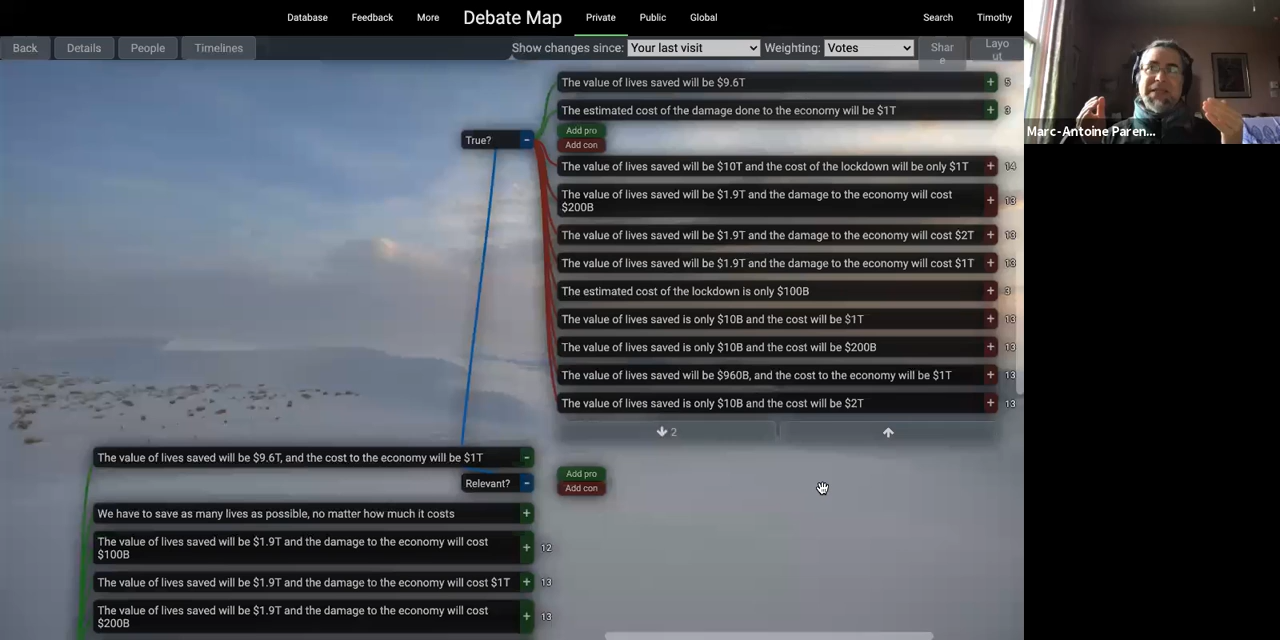 Database Feedback More Debate Map Private Public Global Search Timothy
Back Details People Timelines Show changes since: Your last visit Weighting: Votes Shar
e Layo
ut
The value of lives saved will be $9.6T + 5
The estimated cost of the damage done to the economy will be $1T + 3
Add pro
True? -
Add con
The value of lives saved will be $10T and the cost of the lockdown will be only $1T + 14
The value of lives saved will be $1.9T and the damage to the economy will cost
$200B + 13
The value of lives saved will be $1.9T and the damage to the economy will cost $2T + 13
The value of lives saved will be $1.9T and the damage to the economy will cost $1T + 13
The estimated cost of the lockdown is only $100B + 3
The value of lives saved is only $10B and the cost will be $1T + 13
The value of lives saved is only $10B and the cost will be $200B + 13
The value of lives saved will be $960B, and the cost to the economy will be $1T + 13
The value of lives saved is only $10B and the cost will be $2T + 13
2
The value of lives saved will be $9.6T, and the cost to the economy will be $1T -
Add pro
Relevant? -
Add con
We have to save as many lives as possible, no matter how much it costs +
The value of lives saved will be $1.9T and the damage to the economy will cost
$100B + 12
The value of lives saved will be $1.9T and the damage to the economy will cost $1T + 13
The value of lives saved will be $1.9T and the damage to the economy will cost
$200B + 13
Marc-Antoine Paren...